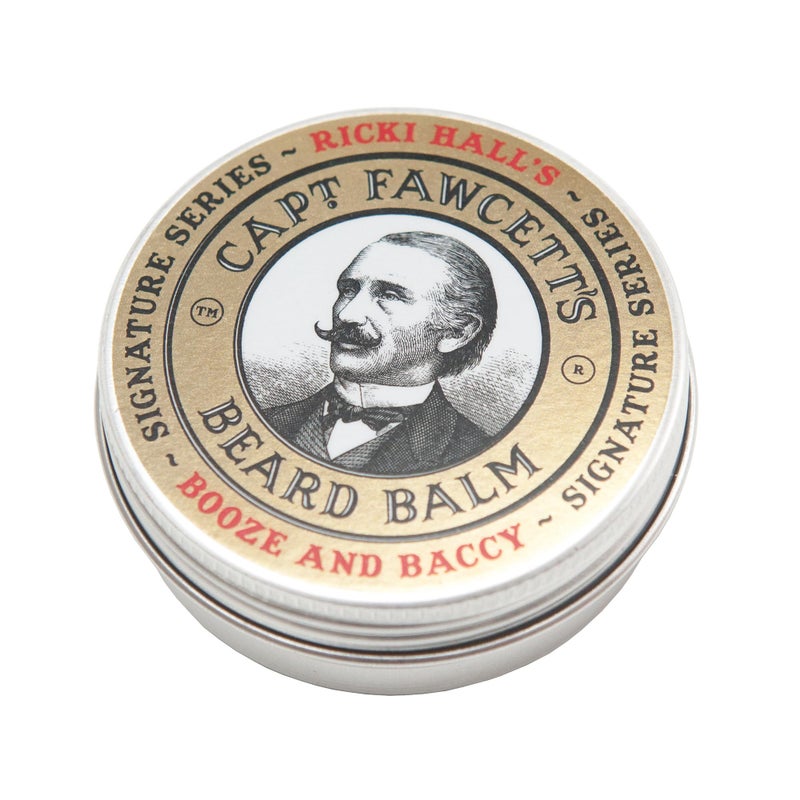 ~ RICKI HALL'S ~
SIGNATURE SERIES
~ BOOZE AND BACCY ~
SIGNATURE SERIES
CAPT. FAWCETT'S
TM
R
BEARD BALM